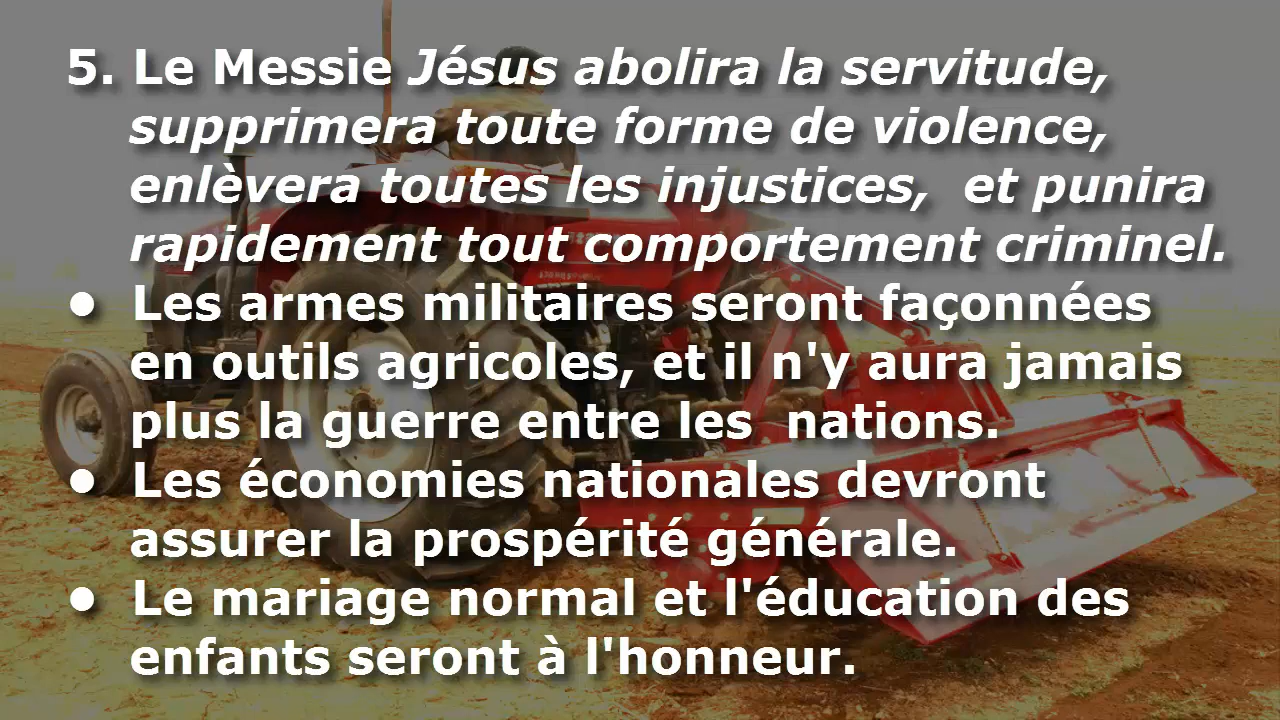 5. Le Messie Jésus abolira la servitude,
supprimera toute forme de violence,
enlèvera toutes les injustices,  et punira
rapidement tout comportement criminel.
• Les armes militaires seront façonnées
en outils agricoles, et il n'y aura jamais
plus la guerre entre les  nations.
• Les économies nationales devront
assurer la prospérité générale.
• Le mariage normal et l'éducation des
enfants seront à l'honneur.